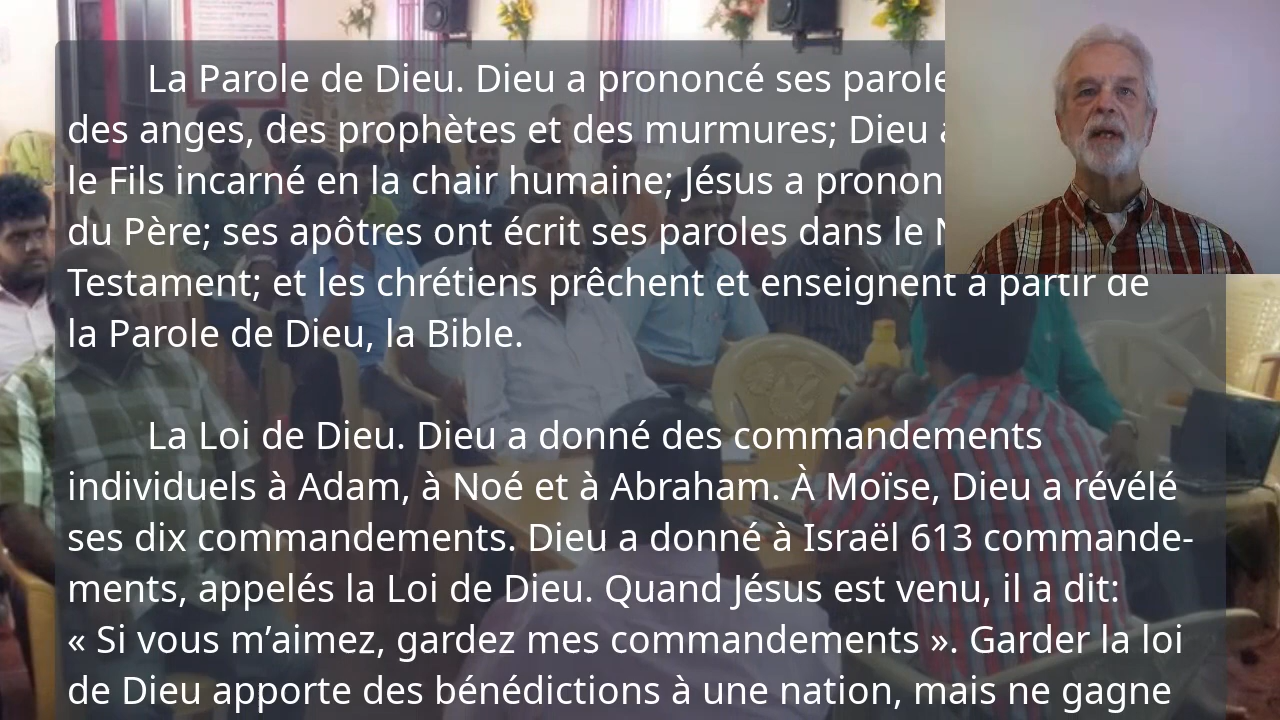 La Parole de Dieu. Dieu a prononcé ses
des anges, des prophètes et des murmures; Dieu
le Fils incarné en la chair humaine; Jésus a
du Père; ses apôtres ont écrit ses paroles dans le
Testament; et les chrétiens prêchent et enseignent à partir de
la Parole de Dieu, la Bible.
La Loi de Dieu. Dieu a donné des commandements
individuels à Adam, à Noé et à Abraham. À Moïse, Dieu a révélé
ses dix commandements. Dieu a donné à Israël 613 commande-
ments, appelés la Loi de Dieu. Quand Jésus est venu, il a dit:
« Si vous m’aimez, gardez mes commandements ». Garder la loi
de Dieu apporte des bénédictions à une nation, mais ne gagne